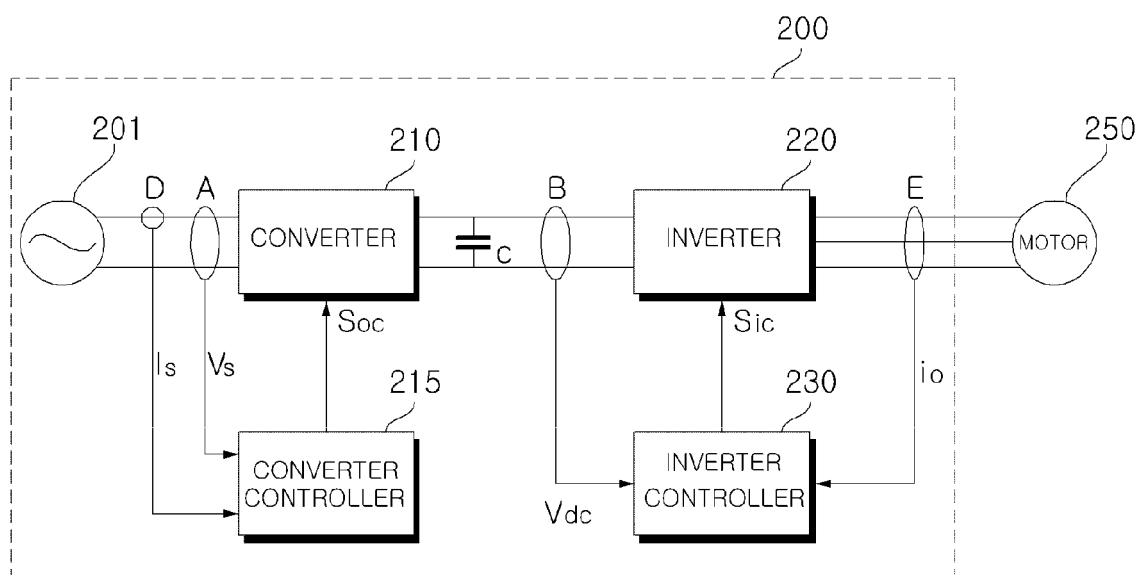 200
201
210
220
250
D
A
B
E
CONVERTER
C
INVERTER
MOTOR
Soc
Sic
Is
Vs
io
215
230
CONVERTER
CONTROLLER
INVERTER
CONTROLLER
Vdc